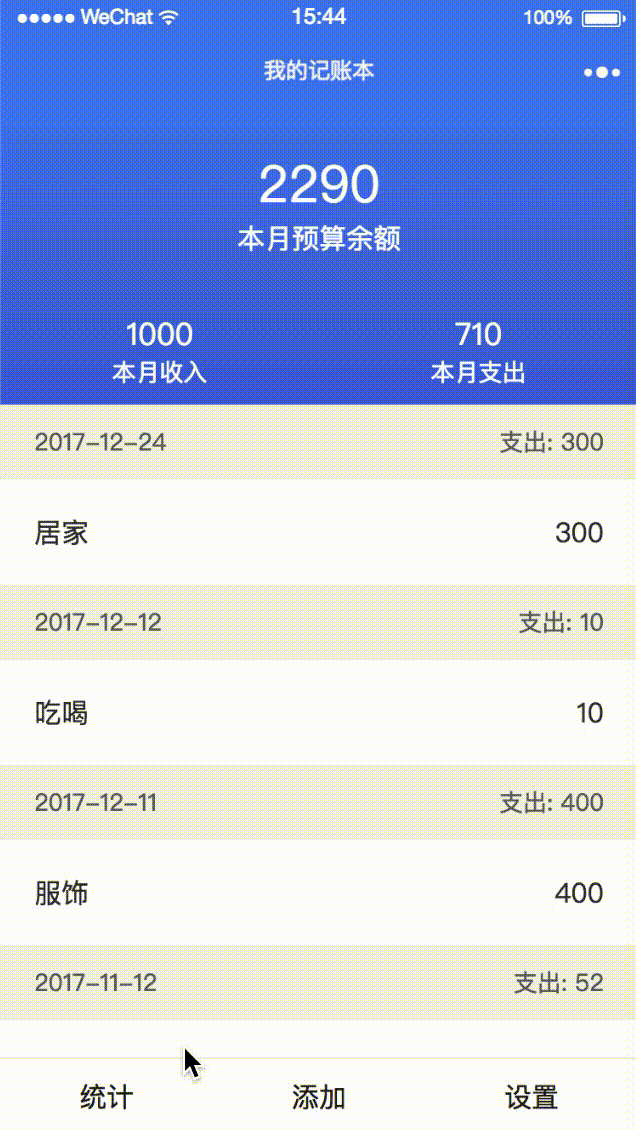 ●●●●● WeChat 15:44 100%
我的记账本
2290
本月预算余额
1000 710
本月收入 本月支出
2017-12-24 支出: 300
居家 300
2017-12-12 支出: 10
吃喝 10
2017-12-11 支出: 400
服饰 400
2017-11-12 支出: 52
统计 添加 设置